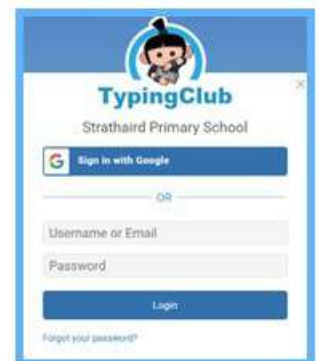 TypingClub
Strathaird Primary School
G Sign in with Google
OR
Username or Email
Password
Login
Forgot your password?